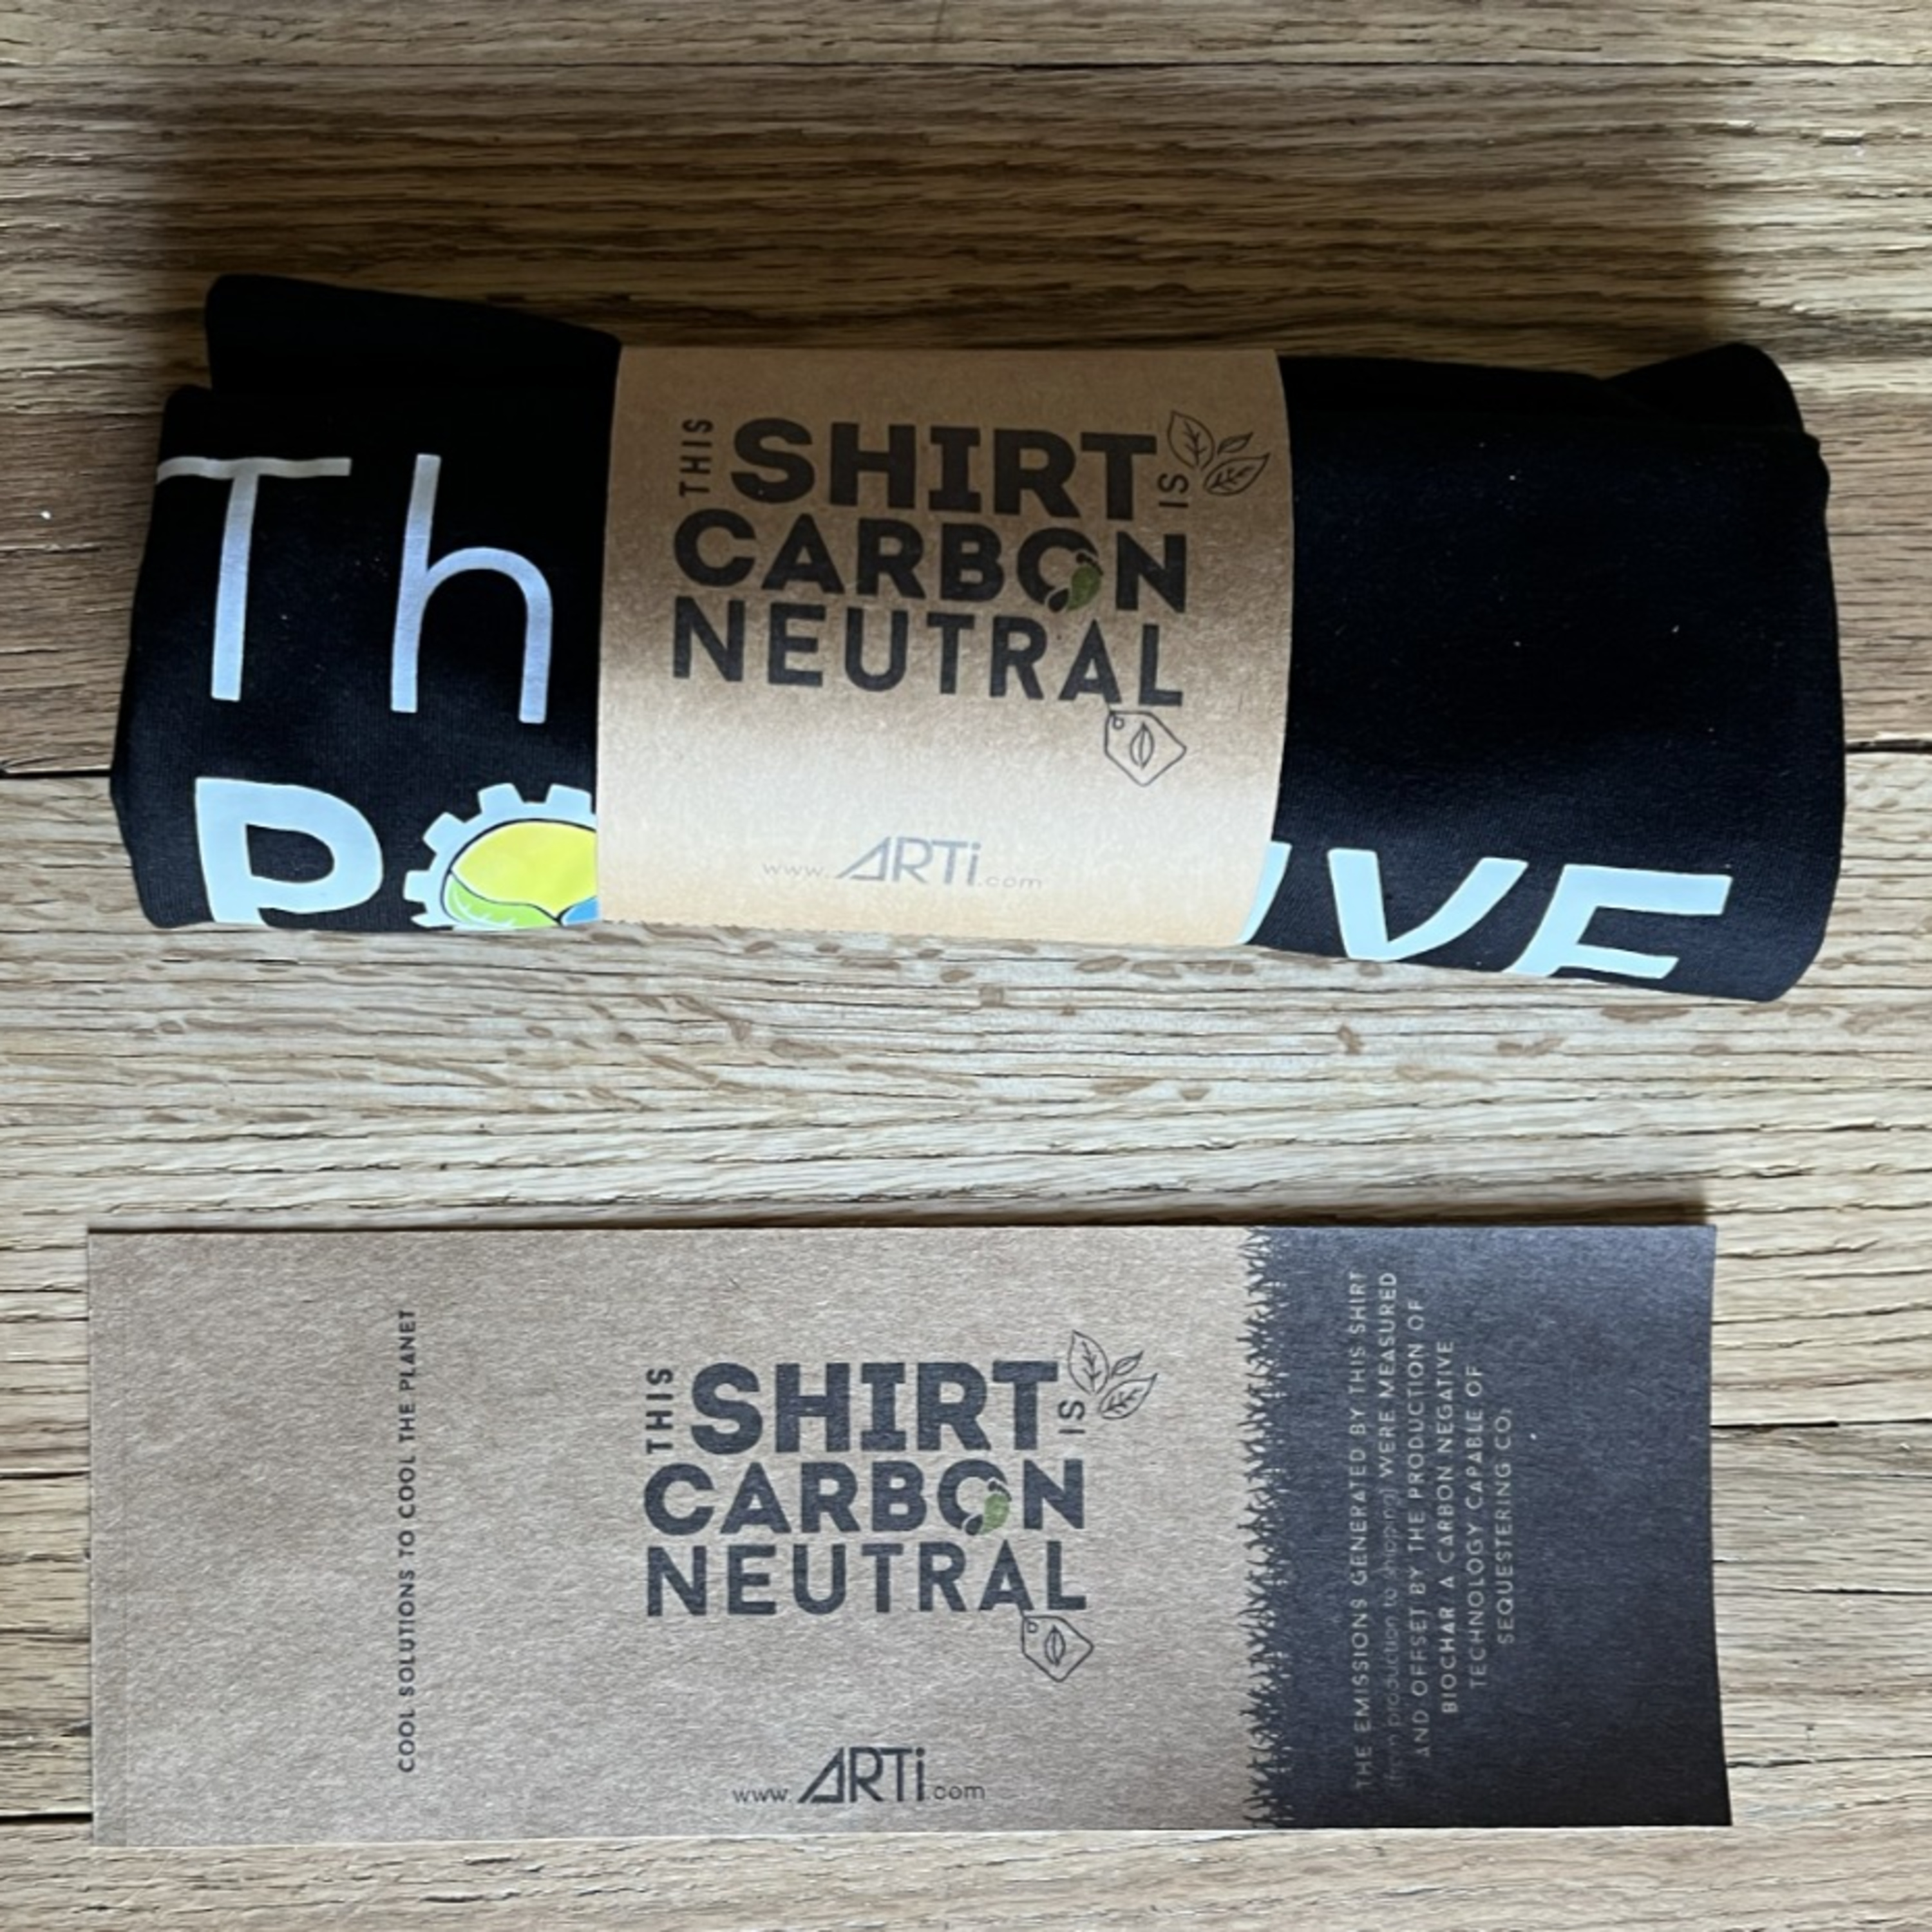 Th
THIS SHIRT IS
CARBON
NEUTRAL
www.ARTi.com
COOL SOLUTIONS TO COOL THE PLANET
THIS SHIRT IS
CARBON
NEUTRAL
www.ARTi.com
THE EMISSIONS GENERATED BY THIS SHIRT
(from production to shipping) WERE MEASURED
AND OFFSET BY THE PRODUCTION OF
BIOCHAR A CARBON NEGATIVE
TECHNOLOGY CAPABLE OF
SEQUESTERING CO₂